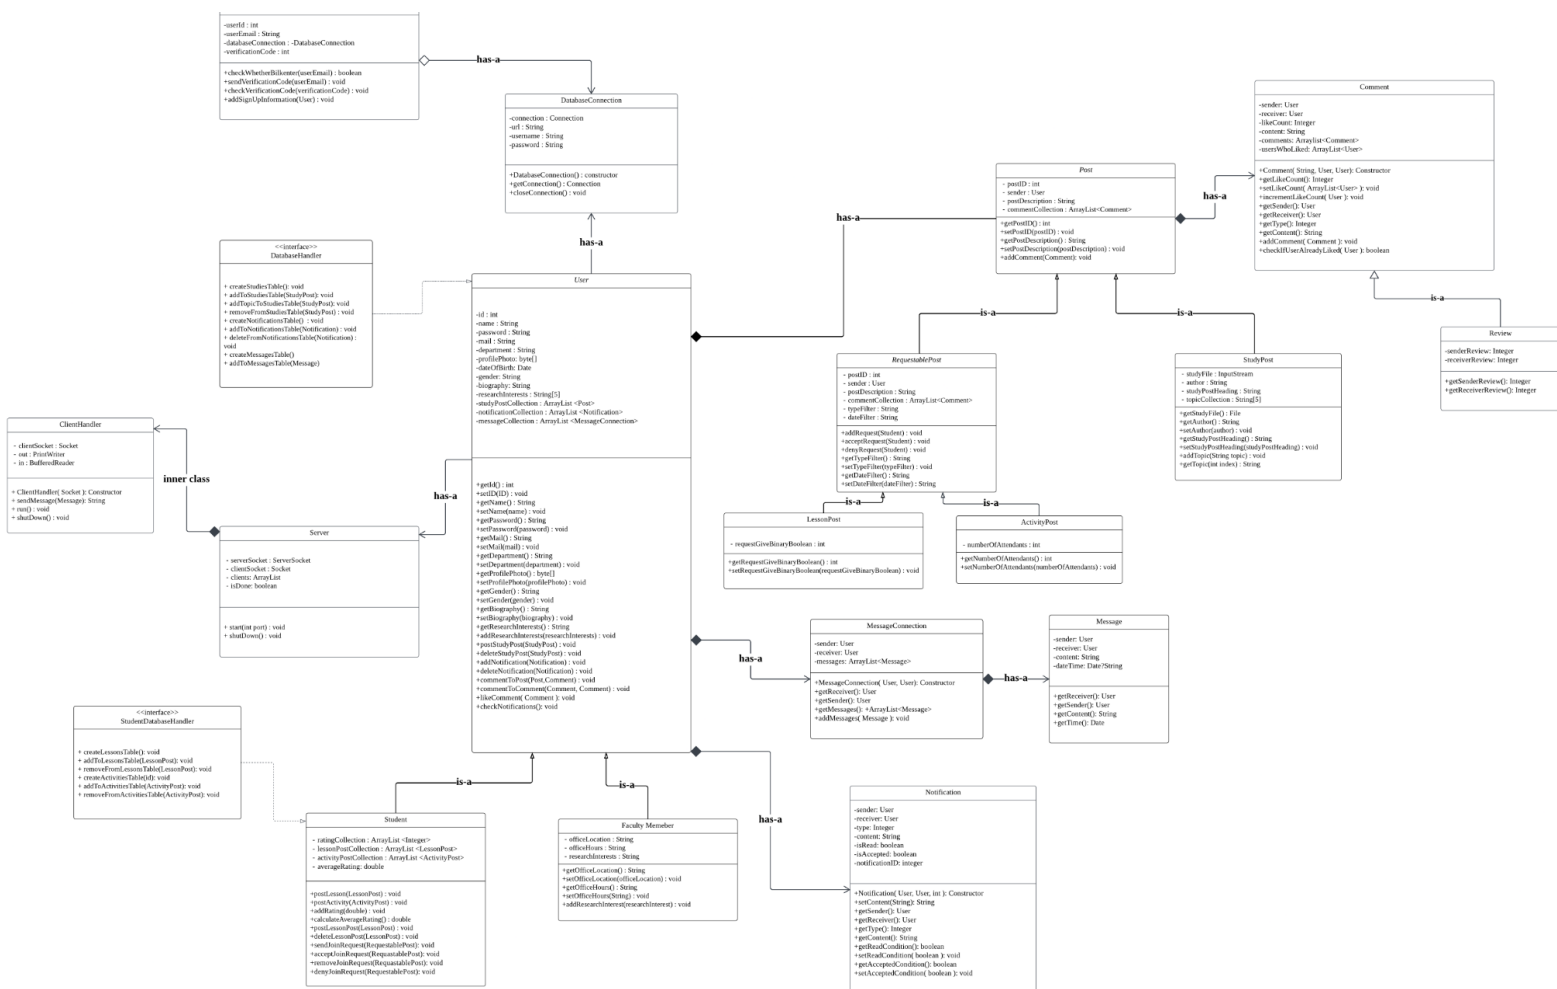 -userId : int
-userEmail : String
-databaseConnection : -DatabaseConnection
-verificationCode : int
+checkWhetherBilkenter(userEmail) : boolean
+sendVerificationCode(userEmail) : void
+checkVerificationCode(verificationCode) : void
+addSignUpInformation(User) : void
has-a
DatabaseConnection
-connection : Connection
-url : String
-username : String
-password : String
+DatabaseConnection() : constructor
+getConnection() : Connection
+closeConnection() : void
has-a
Comment
-sender: User
-receiver: User
-likeCount: Integer
-content: String
-comments: Arraylist<Comment>
-usersWhoLiked: ArrayList<User>
+Comment( String, User, User): Constructor
+getLikeCount(): Integer
+setLikeCount( ArrayList<User> ): void
+incrementLikeCount( User ): void
+getSender(): User
+getReceiver(): User
+getType(): Integer
+getContent(): String
+addComment( Comment ): void
+checkIfUserAlreadyLiked( User ): boolean
Post
- postID : int
- sender : User
- postDescription : String
- commentCollection : ArrayList<Comment>
+getPostID() : int
+setPostID(postID) : void
+getPostDescription() : String
+setPostDescription(postDescription) : void
+addComment(Comment): void
has-a
has-a
is-a
is-a
is-a
Review
-senderReview: Integer
-receiverReview: Integer
+getSenderReview(): Integer
+getReceiverReview(): Integer
<<interface>>
DatabaseHandler
+ createStudiesTable(): void
+ addToStudiesTable(StudyPost): void
+ addTopicToStudiesTable(StudyPost): void
+ removeFromStudiesTable(StudyPost) : void
+ createNotificationsTable() : void
+ addToNotificationsTable(Notification) : void
+ deleteFromNotificationsTable(Notification) :
void
+ createMessagesTable()
+ addToMessagesTable(Message)
User
-id : int
-name : String
-password : String
-mail : String
-department : String
-profilePhoto: byte[]
-dateOfBirth: Date
-gender: String
-biography: String
-researchInterests : String[5]
-studyPostCollection : ArrayList <Post>
-notificationCollection : ArrayList <Notification>
-messageCollection : ArrayList <MessageConnection>
+getId() : int
+setID(ID) : void
+getName() : String
+setName(name) : void
+getPassword() : String
+setPassword(password) : void
+getMail() : String
+setMail(mail) : void
+getDepartment() : String
+setDepartment(department) : void
+getProfilePhoto() : byte[]
+setProfilePhoto(profilePhoto) : void
+getGender() : String
+setGender(gender) : void
+getBiography() : String
+setBiography(biography) : void
+getResearchInterests() : String
+addResearchInterests(researchInterests) : void
+postStudyPost(StudyPost) : void
+deleteStudyPost(StudyPost) : void
+addNotification(Notification) : void
+deleteNotification(Notification) : void
+commentToPost(Post,Comment) : void
+commentToComment(Comment, Comment) : void
+likeComment( Comment ) : void
+checkNotifications(): void
RequestablePost
- postID : int
- sender : User
- postDescription : String
- commentCollection : ArrayList<Comment>
- typeFilter : String
- dateFilter : String
+addRequest(Student) : void
+acceptRequest(Student) : void
+denyRequest(Student) : void
+getTypeFilter() : String
+setTypeFilter(typeFilter) : void
+getDateFilter() : String
+setDateFilter(dateFilter) : String
StudyPost
- studyFile : InputStream
- author : String
- studyPostHeading : String
- topicCollection : String[5]
+getStudyFile() : File
+getAuthor() : String
+setAuthor(author) : void
+getStudyPostHeading() : String
+setStudyPostHeading(studyPostHeading) : void
+addTopic(String topic) : void
+getTopic(int index) : String
ClientHandler
- clientSocket : Socket
- out : PrintWriter
- in : BufferedReader
+ ClientHandler( Socket ): Constructor
+ sendMessage(Message): String
+ run() : void
+ shutDown() : void
inner class
has-a
Server
- serverSocket : ServerSocket
- clientSocket : Socket
- clients: ArrayList
- isDone: boolean
+ start(int port) : void
+ shutDown() : void
is-a
is-a
LessonPost
- requestGiveBinaryBoolean : int
+getRequestGiveBinaryBoolean() : int
+setRequestGiveBinaryBoolean(requestGiveBinaryBoolean) : void
ActivityPost
- numberOfAttendants : int
+getNumberOfAttendants() : int
+setNumberOfAttendants(numberOfAttendants) : void
has-a
MessageConnection
-sender: User
-receiver: User
-messages: ArrayList<Message>
+MessageConnection( User, User): Constructor
+getReceiver(): User
+getSender(): User
+getMessages(): +ArrayList<Message>
+addMessages( Message ): void
has-a
Message
-sender: User
-receiver: User
-content: String
-dateTime: Date?String
+getReceiver(): User
+getSender(): User
+getContent(): String
+getTime(): Date
<<interface>>
StudentDatabaseHandler
+ createLessonsTable(): void
+ addToLessonsTable(LessonPost): void
+ removeFromLessonsTable(LessonPost): void
+ createActivitiesTable(id): void
+ addToActivitiesTable(ActivityPost): void
+ removeFromActivitiesTable(ActivityPost): void
is-a
is-a
has-a
Student
- ratingCollection : ArrayList <Integer>
- lessonPostCollection : ArrayList <LessonPost>
- activityPostCollection : ArrayList <ActivityPost>
- averageRating: double
+postLesson(LessonPost) : void
+postActivity(ActivityPost) : void
+addRating(double) : void
+calculateAverageRating() : double
+postLessonPost(LessonPost) : void
+deleteLessonPost(LessonPost) : void
+sendJoinRequest(RequestablePost): void
+acceptJoinRequest(RequastablePost): void
+removeJoinRequest(RequastablePost): void
+denyJoinRequest(RequestablePost): void
Faculty Memeber
- officeLocation : String
- officeHours : String
- researchInterests : String
+getOfficeLocation() : String
+setOfficeLocation(officeLocation) : void
+getOfficeHours() : String
+setOfficeHours(String) : void
+addResearchInterest(researchInterest) : void
Notification
-sender: User
-receiver: User
-type: Integer
-content: String
-isRead: boolean
-isAccepted: boolean
-notificationID: integer
+Notification( User, User, int ): Constructor
+setContent(String): String
+getSender(): User
+getReceiver(): User
+getType(): Integer
+getContent(): String
+getReadCondition(): boolean
+setReadCondition( boolean ): void
+getAcceptedCondition(): boolean
+setAcceptedCondition( boolean ): void